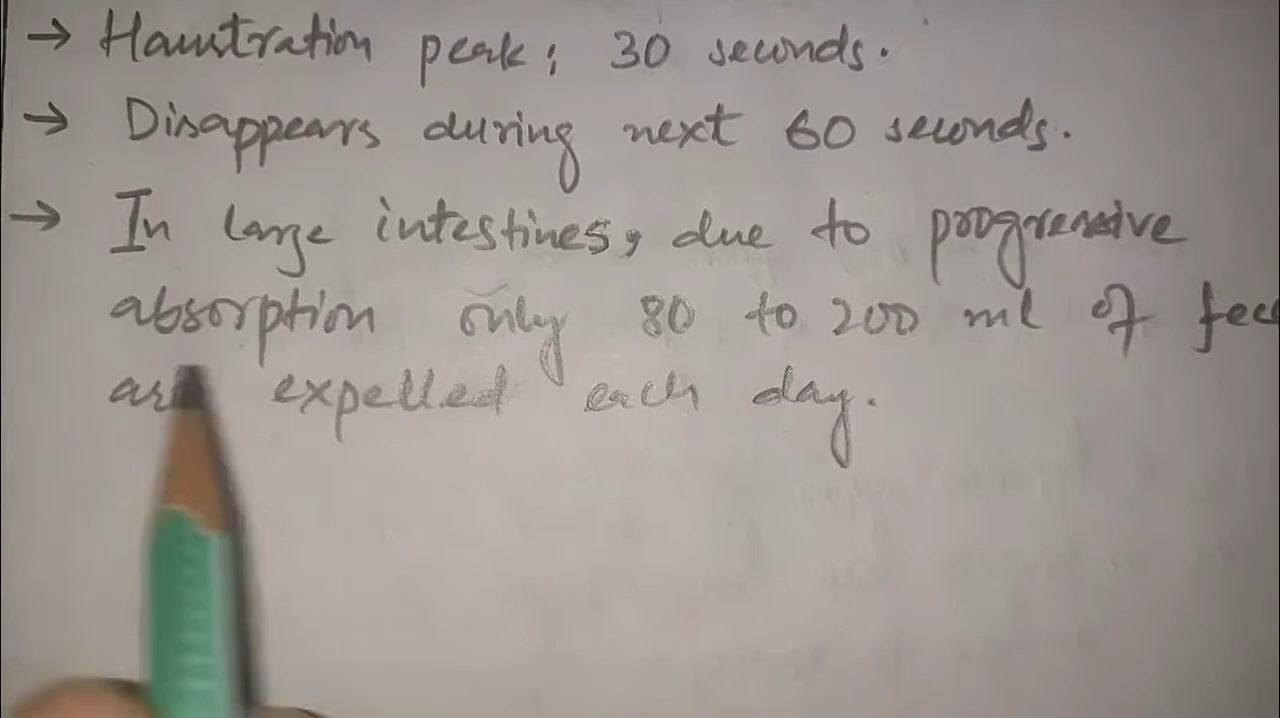 → Haustration peak; 30 seconds.
→ Disappears during next 60 seconds.
→ In large intestines, due to progressive
absorption only 80 to 200 ml of fec
are expelled each day.